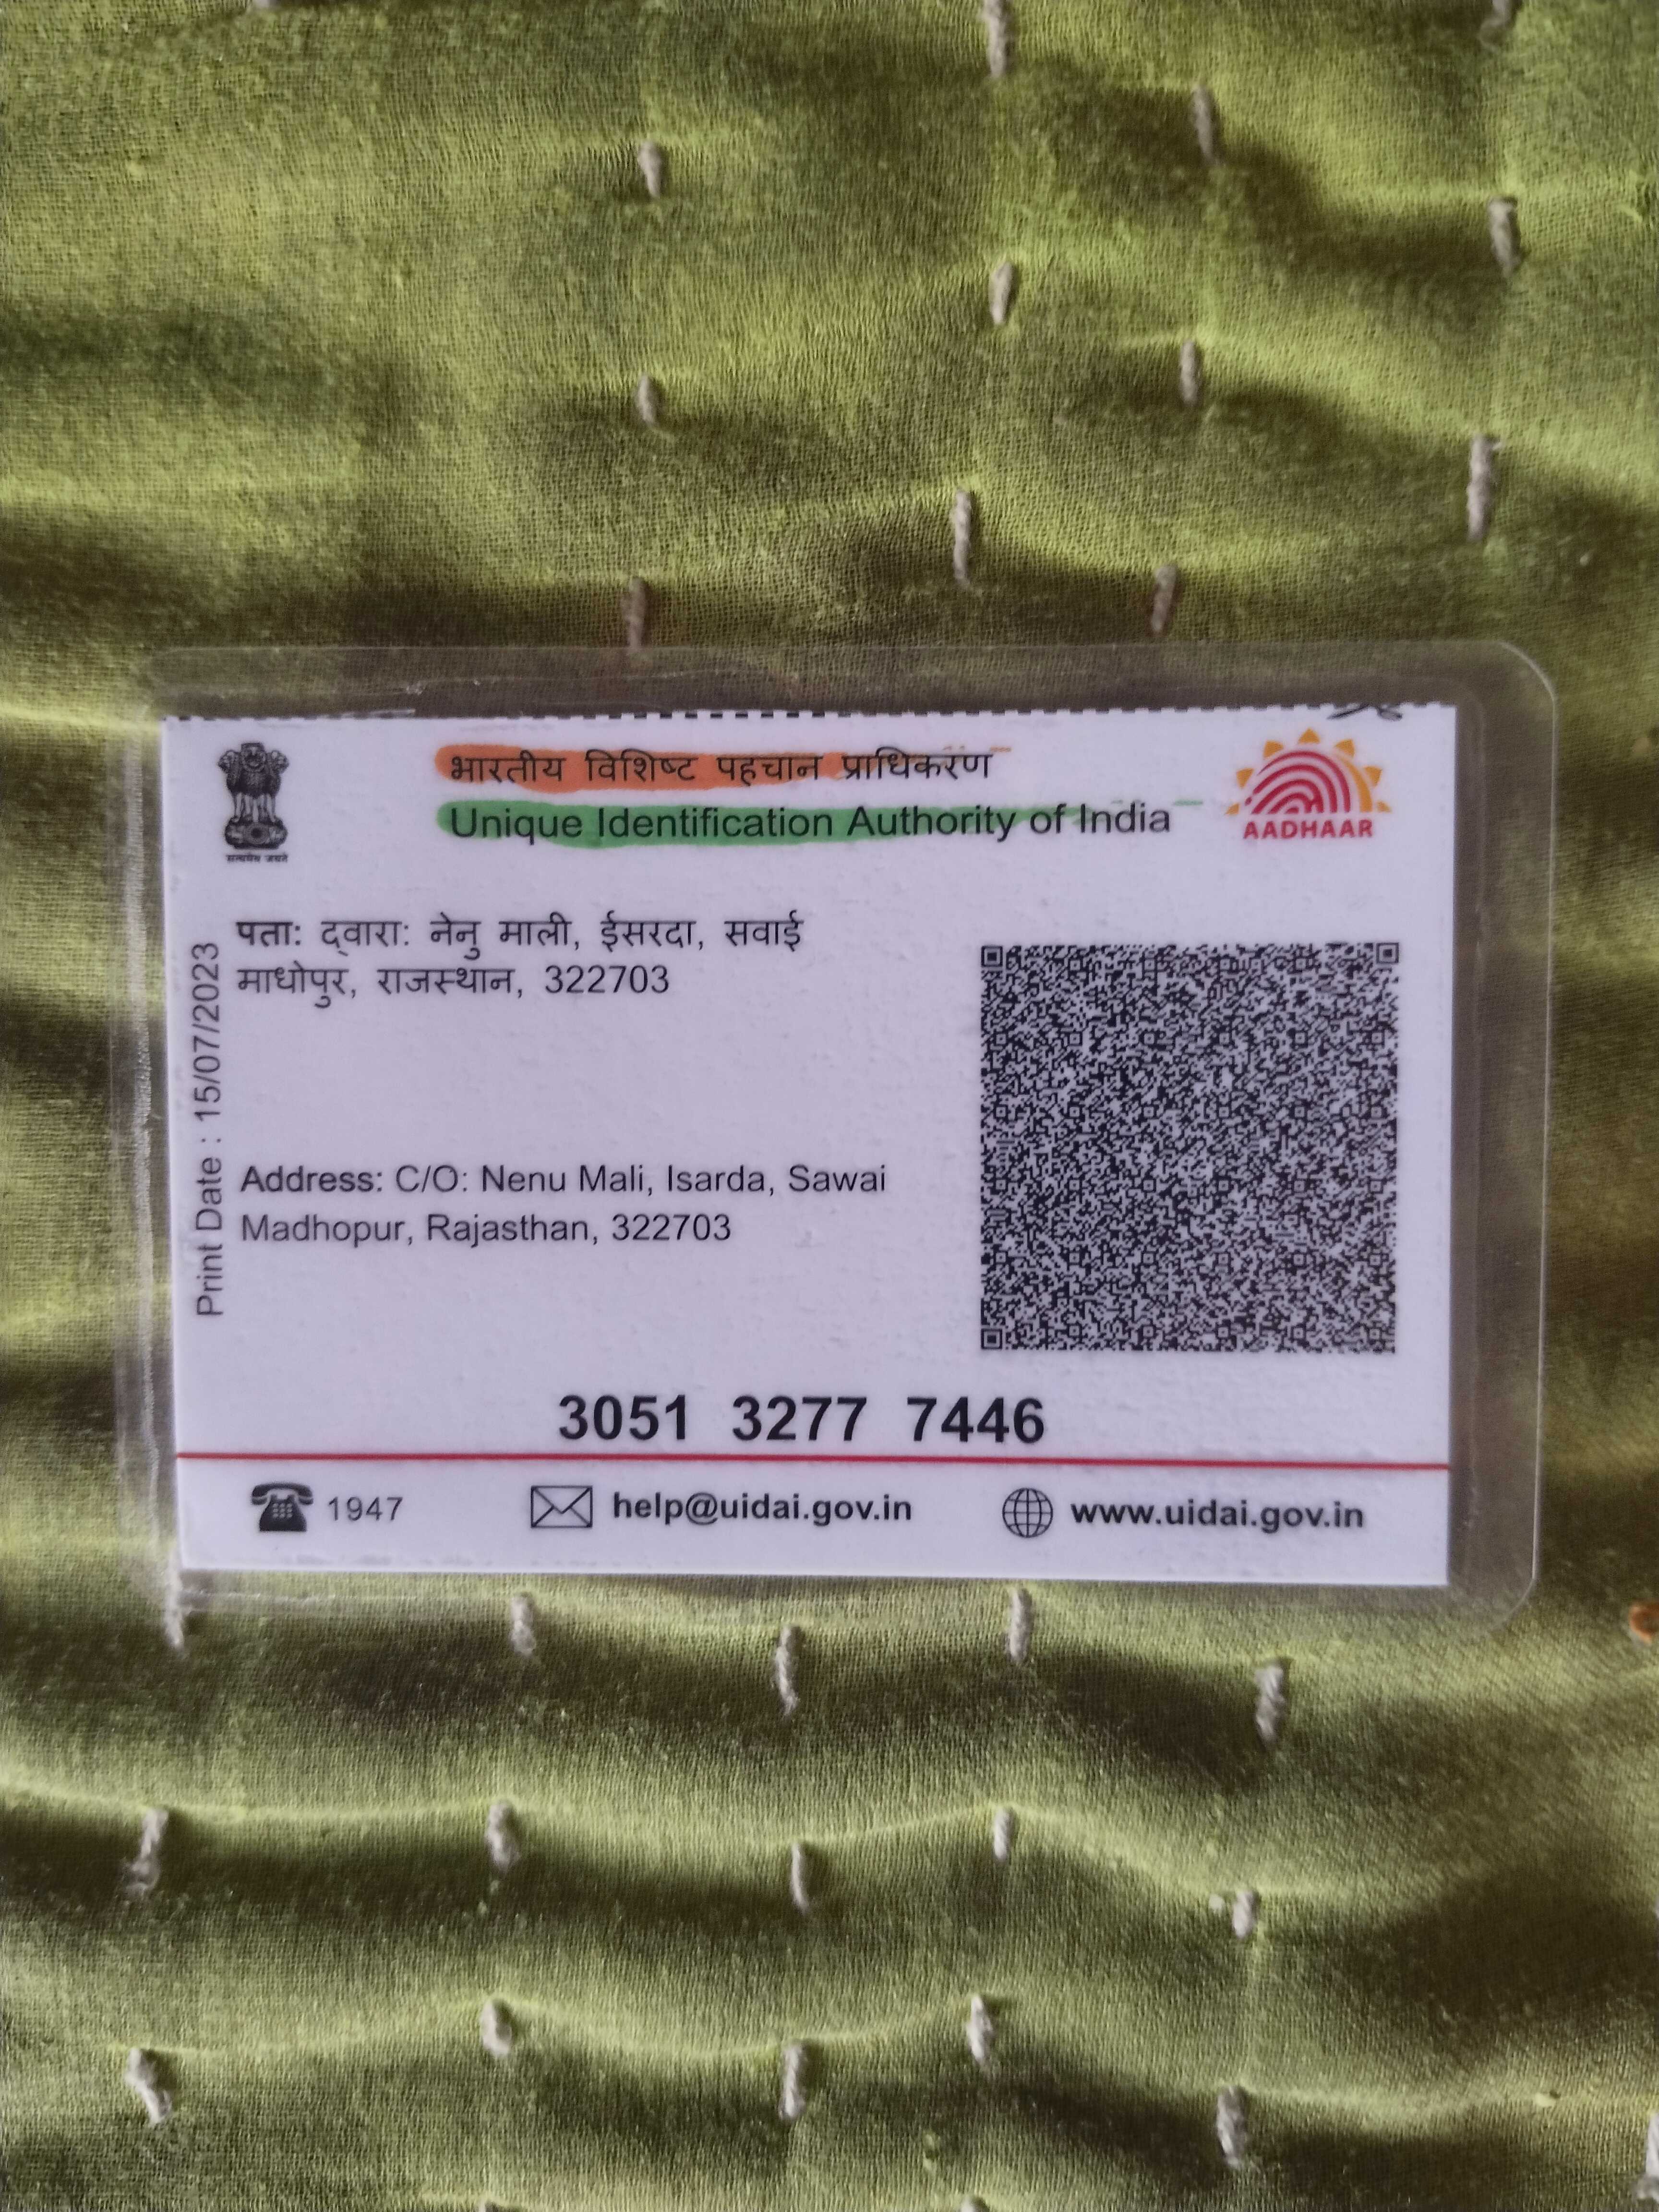 भारतीय विशिष्ट पहचान प्राधिकरण
Unique Identification Authority of India
AADHAAR
सत्यमेव जयते
पता: द्वारा: नेनु माली, ईसरदा, सवाई
माधोपुर, राजस्थान, 322703
Print Date : 15/07/2023
Address: C/O: Nenu Mali, Isarda, Sawai
Madhopur, Rajasthan, 322703
3051 3277 7446
1947
help@uidai.gov.in
www.uidai.gov.in